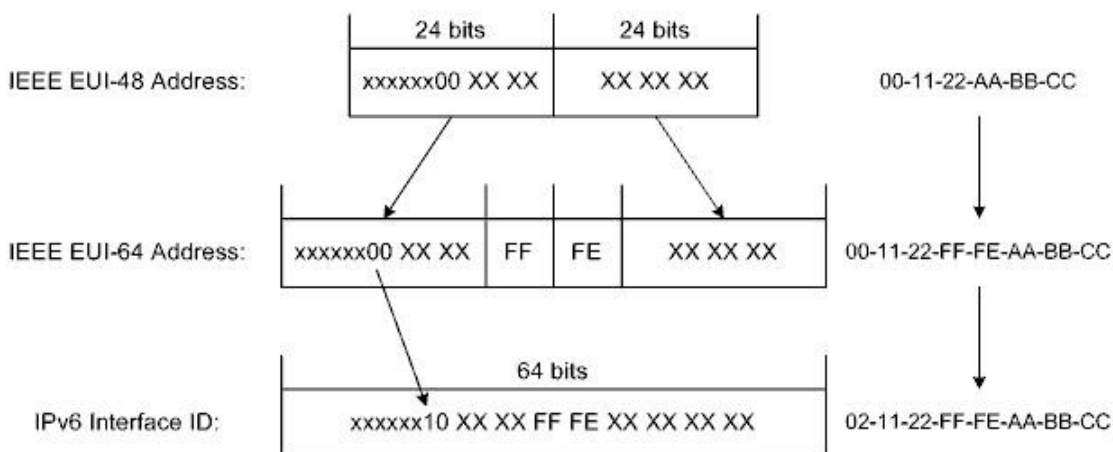 24 bits 24 bits
IEEE EUI-48 Address: xxxxxx00 XX XX XX XX XX 00-11-22-AA-BB-CC
IEEE EUI-64 Address: xxxxxx00 XX XX FF FE XX XX XX 00-11-22-FF-FE-AA-BB-CC
64 bits
IPv6 Interface ID: xxxxxx10 XX XX FF FE XX XX XX XX 02-11-22-FF-FE-AA-BB-CC